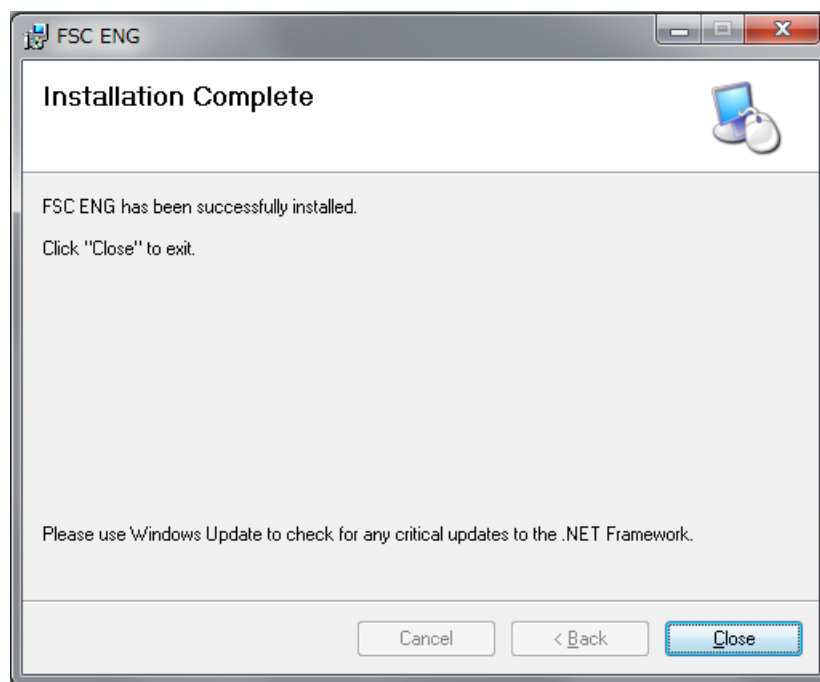 FSC ENG
Installation Complete
FSC ENG has been successfully installed.
Click "Close" to exit.
Please use Windows Update to check for any critical updates to the .NET Framework.
Cancel
< Back
Close